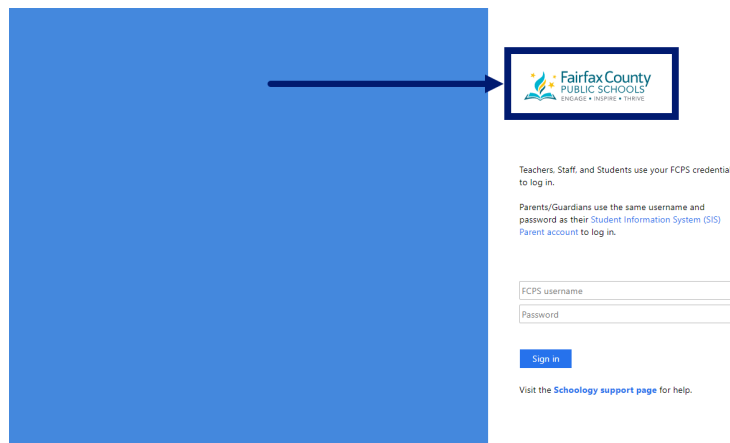 Fairfax County
PUBLIC SCHOOLS
ENGAGE • INSPIRE • THRIVE
Teachers, Staff, and Students use your FCPS credentia
to log in.
Parents/Guardians use the same username and
password as their Student Information System (SIS)
Parent account to log in.
FCPS username
Password
Sign in
Visit the Schoology support page for help.